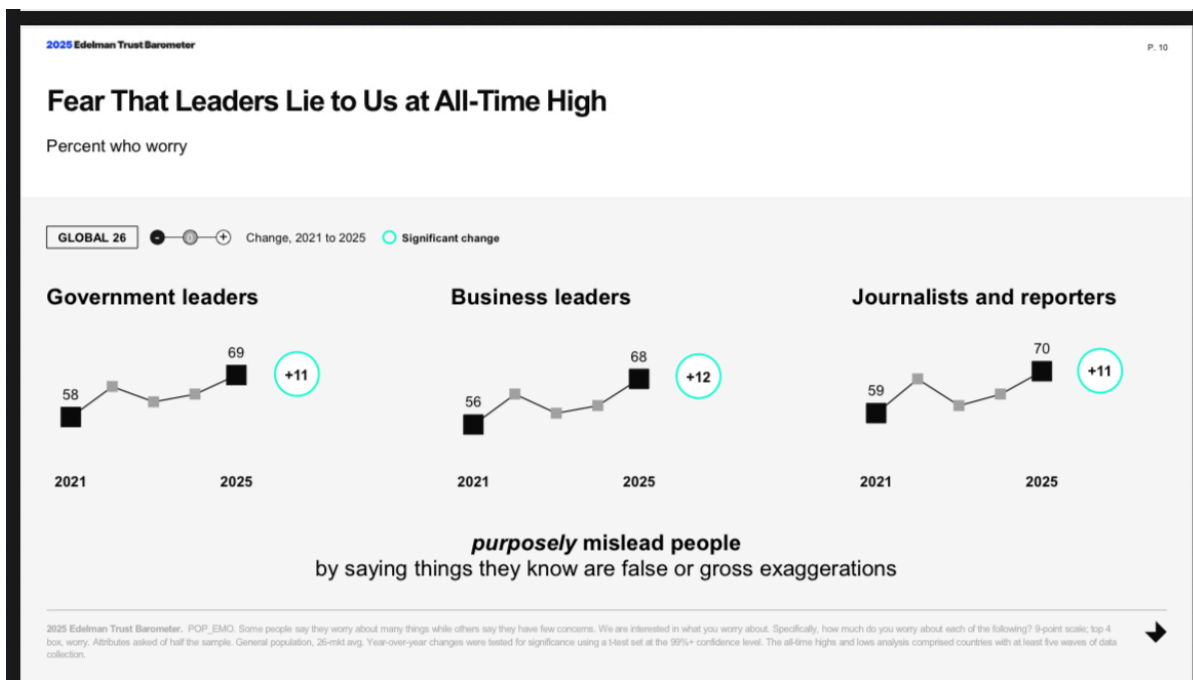 2025 Edelman Trust Barometer
P. 10
Fear That Leaders Lie to Us at All-Time High
Percent who worry
GLOBAL 26 - 0 + Change, 2021 to 2025 Significant change
Government leaders
58
69
+11
2021 2025
Business leaders
56
68
+12
2021 2025
Journalists and reporters
59
70
+11
2021 2025
purposely mislead people
by saying things they know are false or gross exaggerations
2025 Edelman Trust Barometer. POP_EMO. Some people say they worry about many things while others say they have few concerns. We are interested in what you worry about. Specifically, how much do you worry about each of the following? 9-point scale; top 4
box, worry. Attributes asked of half the sample. General population, 26-mkt avg. Year-over-year changes were tested for significance using a t-test set at the 99%+ confidence level. The all-time highs and lows analysis comprised countries with at least five waves of data
collection.